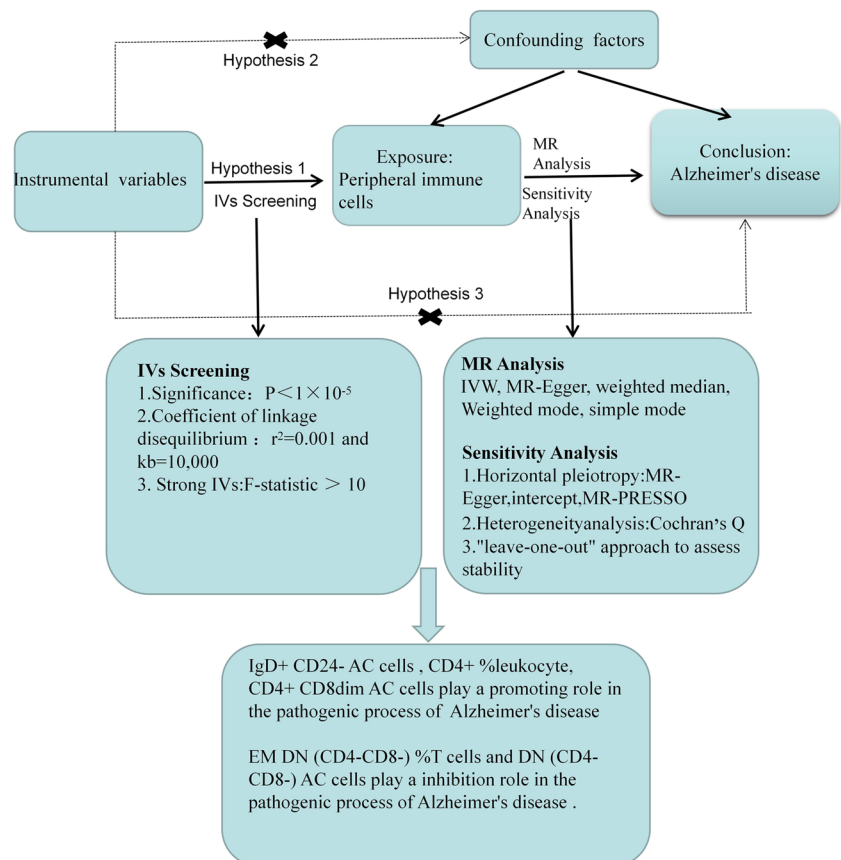 Confounding factors
Hypothesis 2
Instrumental variables
Hypothesis 1
IVs Screening
Exposure:
Peripheral immune
cells
MR
Analysis
Sensitivity
Analysis
Conclusion:
Alzheimer's disease
Hypothesis 3
IVs Screening
1.Significance：P＜1×10⁻⁵
2.Coefficient of linkage
disequilibrium： r²=0.001 and
kb=10,000
3. Strong IVs:F-statistic＞10
MR Analysis
IVW, MR-Egger, weighted median,
Weighted mode, simple mode
Sensitivity Analysis
1.Horizontal pleiotropy:MR-
Egger,intercept,MR-PRESSO
2.Heterogeneityanalysis:Cochran’s Q
3."leave-one-out" approach to assess
stability
IgD+ CD24- AC cells , CD4+ %leukocyte,
CD4+ CD8dim AC cells play a promoting role in
the pathogenic process of Alzheimer's disease
EM DN (CD4-CD8-) %T cells and DN (CD4-
CD8-) AC cells play a inhibition role in the
pathogenic process of Alzheimer's disease .